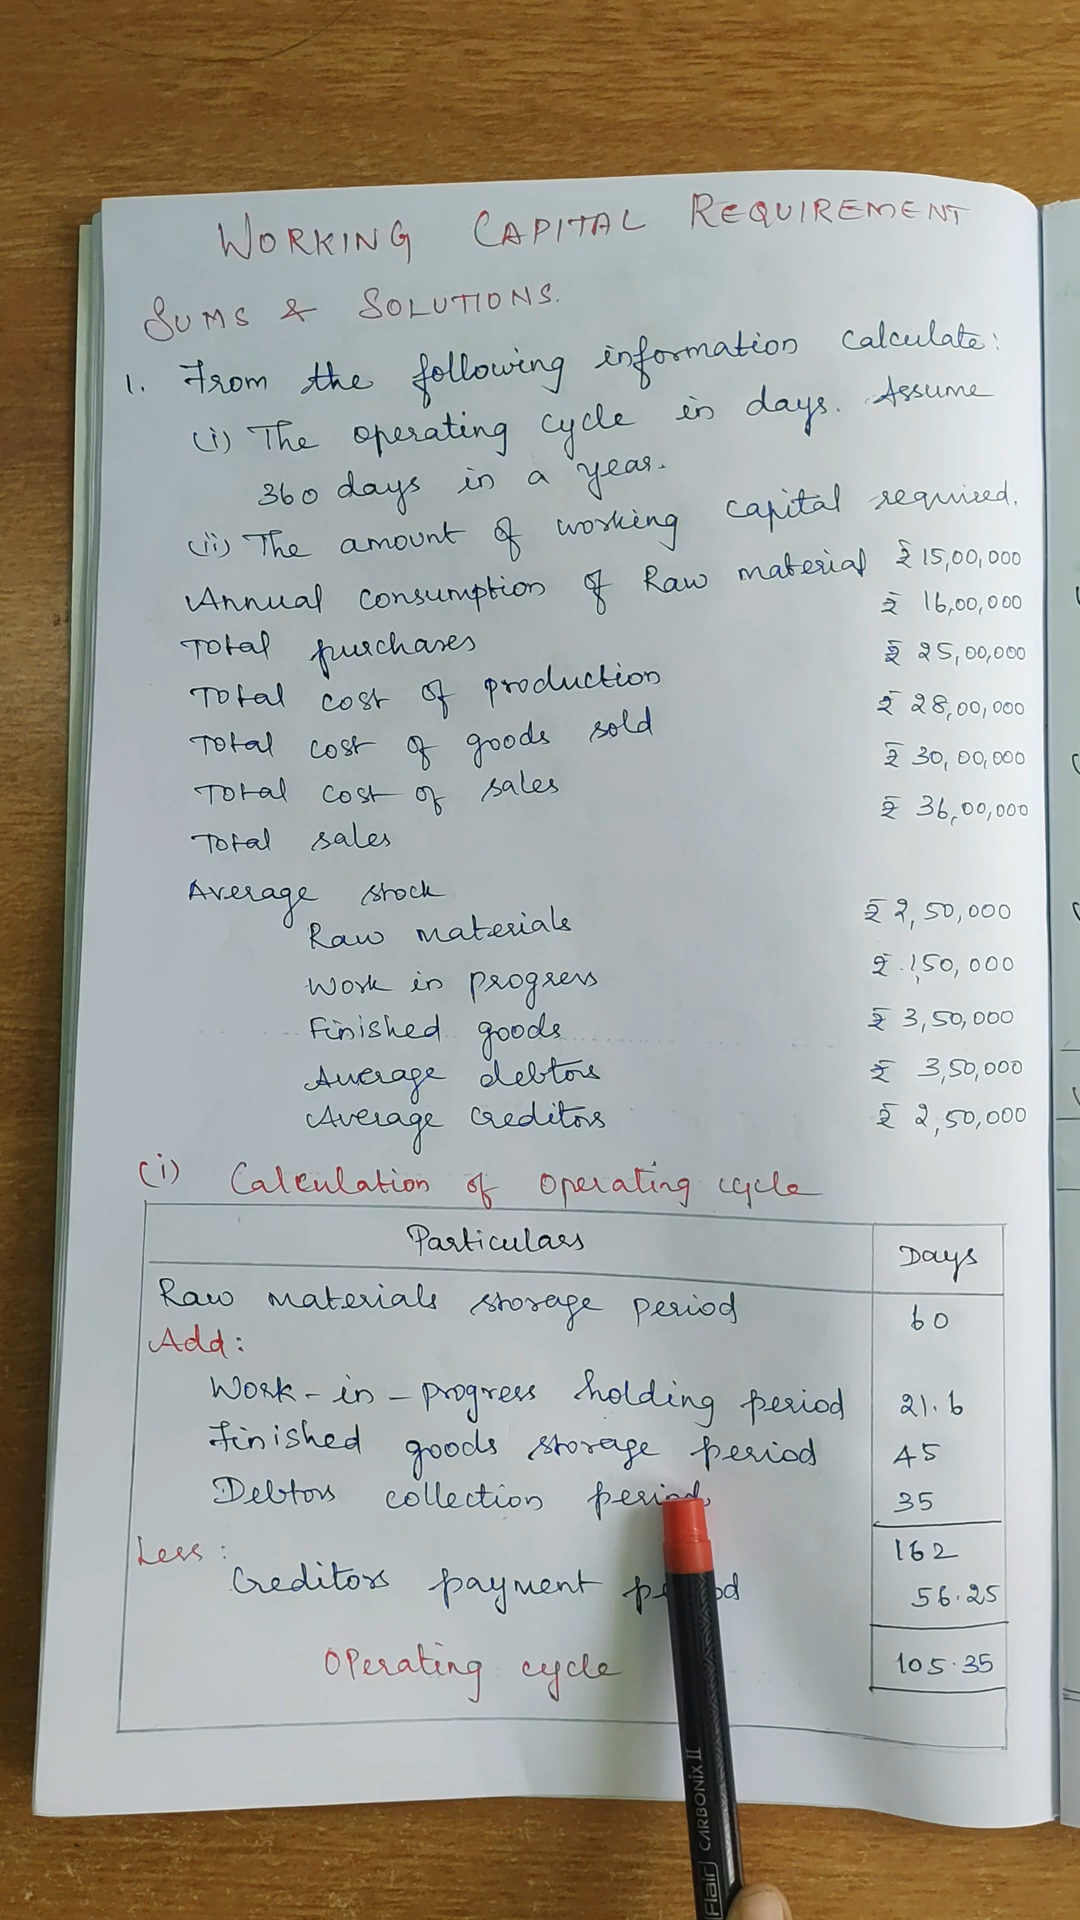 WORKING CAPITAL REQUIREMENT
SUMS & SOLUTIONS.
1. From the following information calculate:
(i) The operating cycle in days. Assume
360 days in a year.
(ii) The amount of working capital required.
Annual consumption of Raw material ₹ 15,00,000
Total purchases ₹ 16,00,000
Total cost of production ₹ 25,00,000
Total cost of goods sold ₹ 28,00,000
Total cost of sales ₹ 30,00,000
Total sales ₹ 36,00,000
Average stock
Raw materials ₹ 2,50,000
Work in progress ₹ 1,50,000
Finished goods ₹ 3,50,000
Average debtors ₹ 3,50,000
Average creditors ₹ 2,50,000
(i) Calculation of operating cycle
Particulars Days
Raw materials storage period 60
Add:
Work-in-progress holding period 21.6
Finished goods storage period 45
Debtors collection period 35
162
Less:
Creditors payment period 56.25
Operating cycle 105.35
Flair CARBONIX II